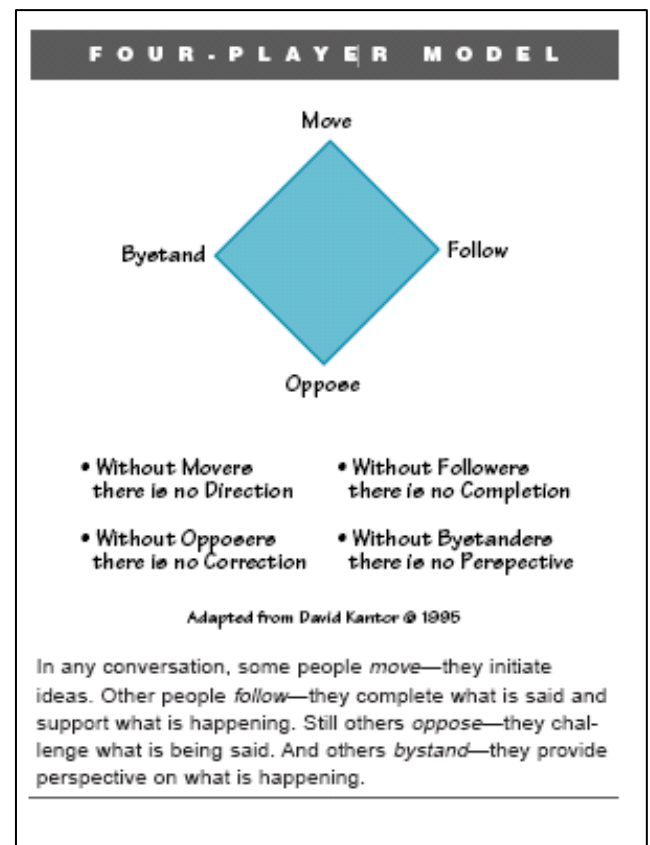 FOUR-PLAYER MODEL
Move
Bystand
Follow
Oppose
• Without Movers
there is no Direction
• Without Followers
there is no Completion
• Without Opposers
there is no Correction
• Without Bystanders
there is no Perspective
Adapted from David Kantor © 1995
In any conversation, some people move—they initiate
ideas. Other people follow—they complete what is said and
support what is happening. Still others oppose—they chal-
lenge what is being said. And others bystand—they provide
perspective on what is happening.